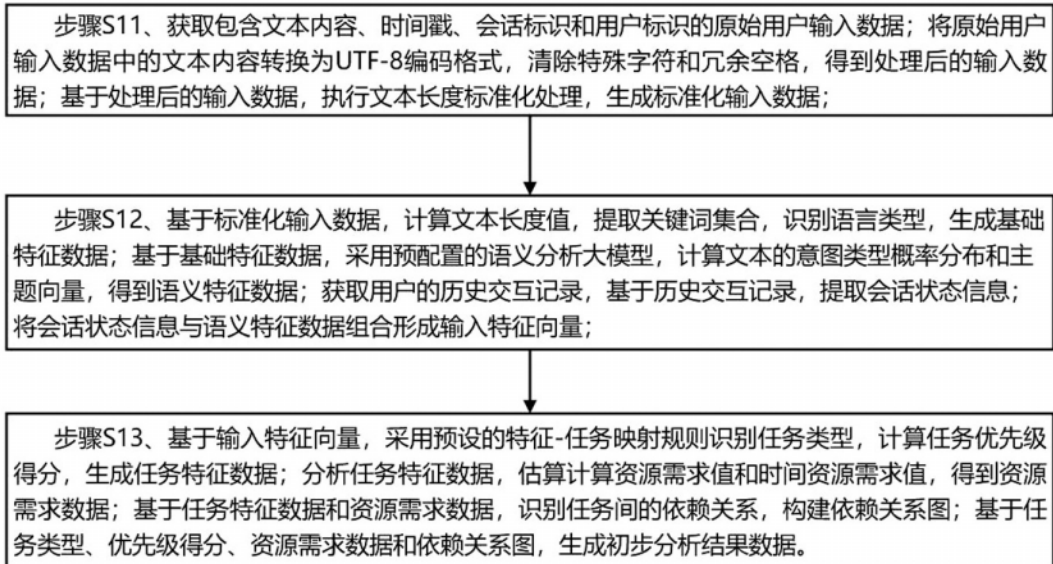 步骤S11、获取包含文本内容、时间戳、会话标识和用户标识的原始用户输入数据；将原始用户
输入数据中的文本内容转换为UTF-8编码格式，清除特殊字符和冗余空格，得到处理后的输入数
据；基于处理后的输入数据，执行文本长度标准化处理，生成标准化输入数据；
步骤S12、基于标准化输入数据，计算文本长度值，提取关键词集合，识别语言类型，生成基础
特征数据；基于基础特征数据，采用预配置的语义分析大模型，计算文本的意图类型概率分布和主
题向量，得到语义特征数据；获取用户的历史交互记录，基于历史交互记录，提取会话状态信息；
将会话状态信息与语义特征数据组合形成输入特征向量；
步骤S13、基于输入特征向量，采用预设的特征-任务映射规则识别任务类型，计算任务优先级
得分，生成任务特征数据；分析任务特征数据，估算计算资源需求值和时间资源需求值，得到资源
需求数据；基于任务特征数据和资源需求数据，识别任务间的依赖关系，构建依赖关系图；基于任
务类型、优先级得分、资源需求数据和依赖关系图，生成初步分析结果数据。